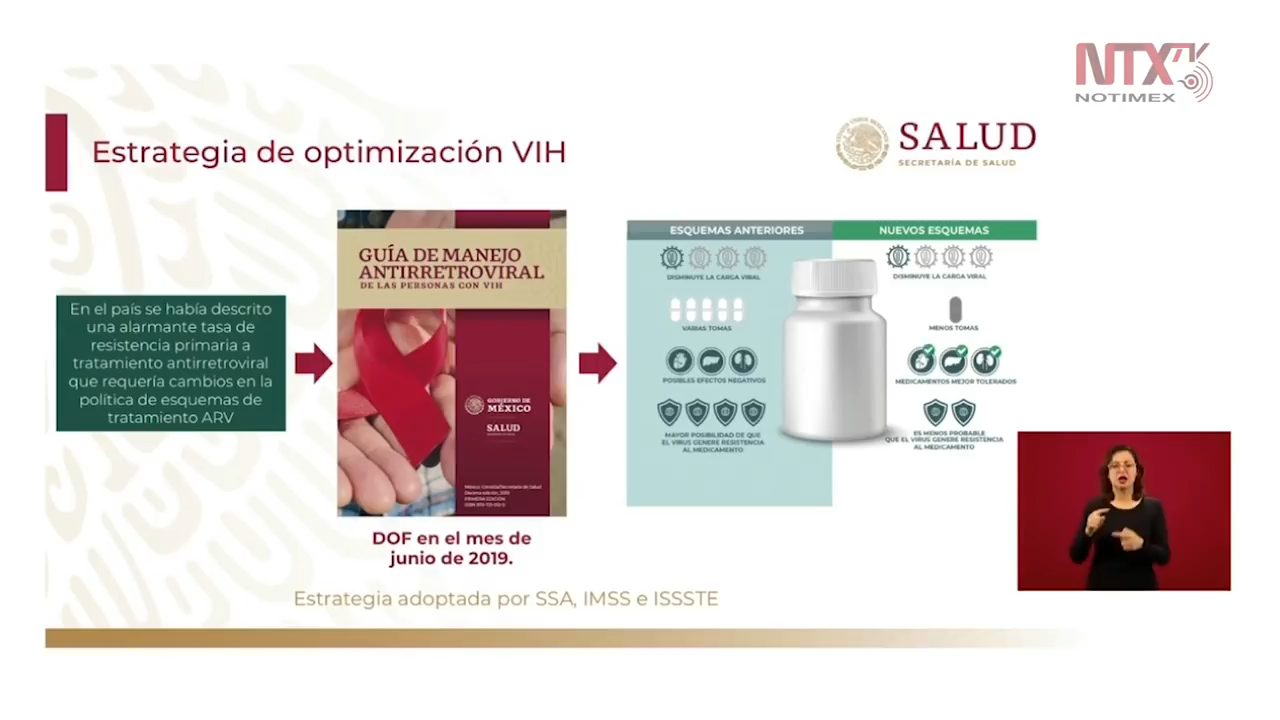 NTX
NOTIMEX
Estrategia de optimización VIH
SALUD
SECRETARÍA DE SALUD
En el país se había descrito
una alarmante tasa de
resistencia primaria a
tratamiento antirretroviral
que requería cambios en la
política de esquemas de
tratamiento ARV
GUÍA DE MANEJO
ANTIRRETROVIRAL
DE LAS PERSONAS CON VIH
GOBIERNO DE
MÉXICO
SALUD
DOF en el mes de
junio de 2019.
ESQUEMAS ANTERIORES
DISMINUYE LA CARGA VIRAL
VARIAS TOMAS
POSIBLES EFECTOS NEGATIVOS
MAYOR POSIBILIDAD DE QUE
EL VIRUS GENERE RESISTENCIA
AL MEDICAMENTO
NUEVOS ESQUEMAS
DISMINUYE LA CARGA VIRAL
MENOS TOMAS
MEDICAMENTOS MEJOR TOLERADOS
ES MENOS PROBABLE
QUE EL VIRUS GENERE RESISTENCIA
AL MEDICAMENTO
Estrategia adoptada por SSA, IMSS e ISSSTE